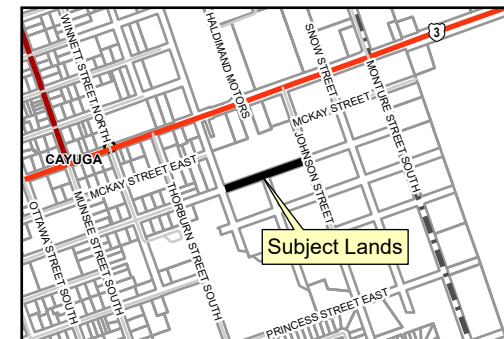 WINNETT STREET NORTH
HALDIMAND MOTORS
SNOW STREET
MONTURE STREET SOUTH
3
MCKAY STREET
JOHNSON STREET
CAYUGA
MCKAY STREET EAST
THORBURN STREET SOUTH
OTTAWA STREET SOUTH
MUNSEE STREET SOUTH
Subject Lands
PRINCESS STREET EAST